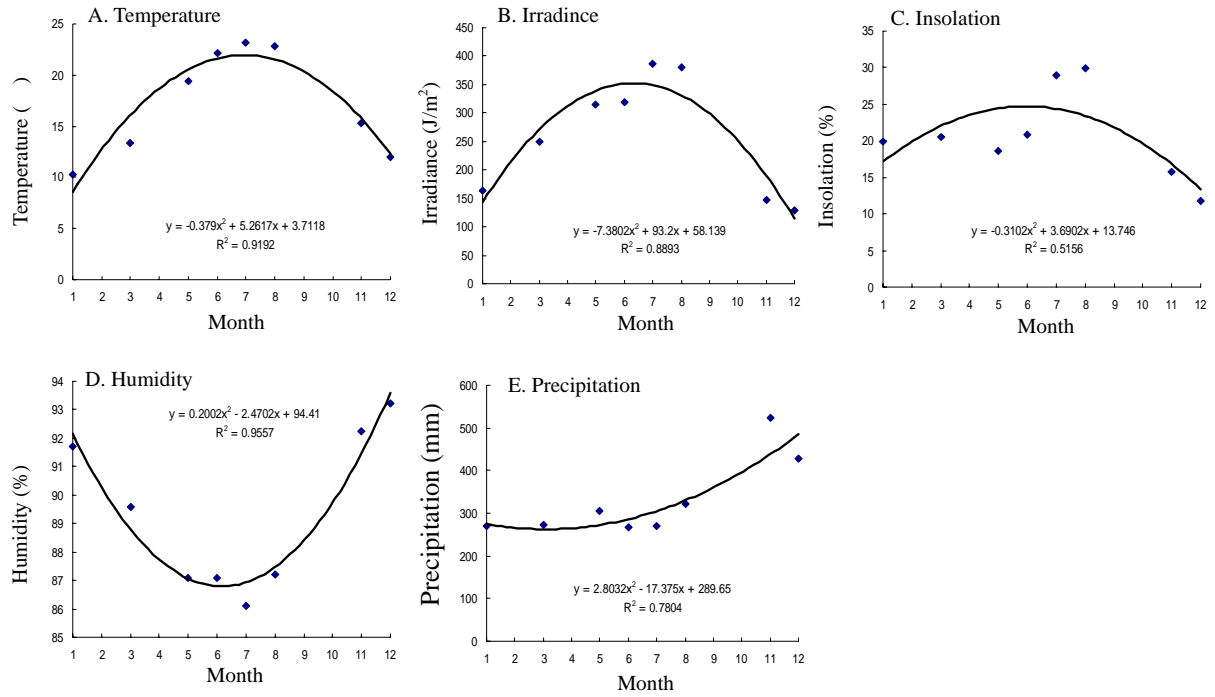 A. Temperature
25
20
15
10
5
0
Temperature ( )
y = -0.379x² + 5.2617x + 3.7118
R² = 0.9192
1 2 3 4 5 6 7 8 9 10 11 12
Month
B. Irradince
450
400
350
300
250
200
150
100
50
0
Irradiance (J/m²)
y = -7.3802x² + 93.2x + 58.139
R² = 0.8893
1 2 3 4 5 6 7 8 9 10 11 12
Month
C. Insolation
35
30
25
20
15
10
5
0
Insolation (%)
y = -0.3102x² + 3.6902x + 13.746
R² = 0.5156
1 2 3 4 5 6 7 8 9 10 11 12
Month
D. Humidity
94
93
92
91
90
89
88
87
86
85
Humidity (%)
y = 0.2002x² - 2.4702x + 94.41
R² = 0.9557
1 2 3 4 5 6 7 8 9 10 11 12
Month
E. Precipitation
600
500
400
300
200
100
0
Precipitation (mm)
y = 2.8032x² - 17.375x + 289.65
R² = 0.7804
1 2 3 4 5 6 7 8 9 10 11 12
Month